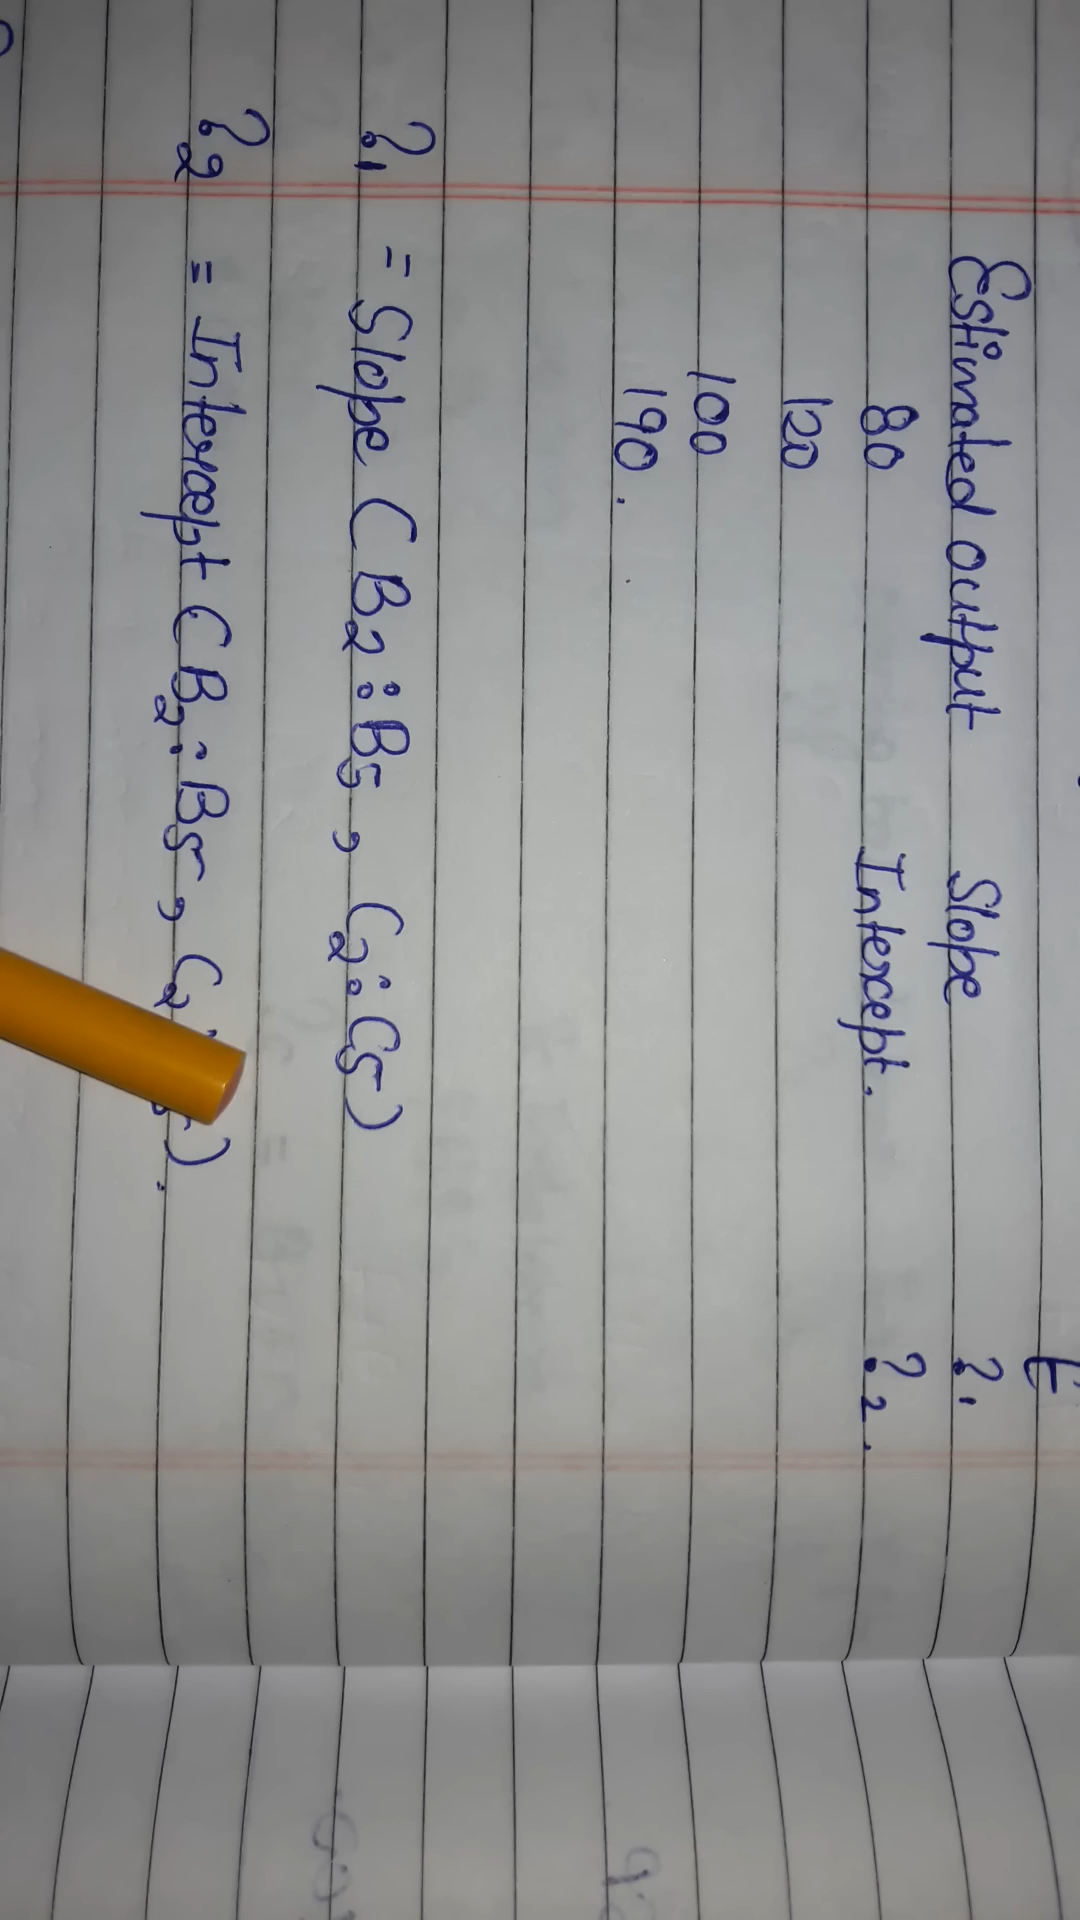 E
Estimated output Slope ?1
80 Intercept. ?2.
120
100
190.
?1 = Slope (B2:B5, C2:C5)
?2 = Intercept (B2:B5, C2